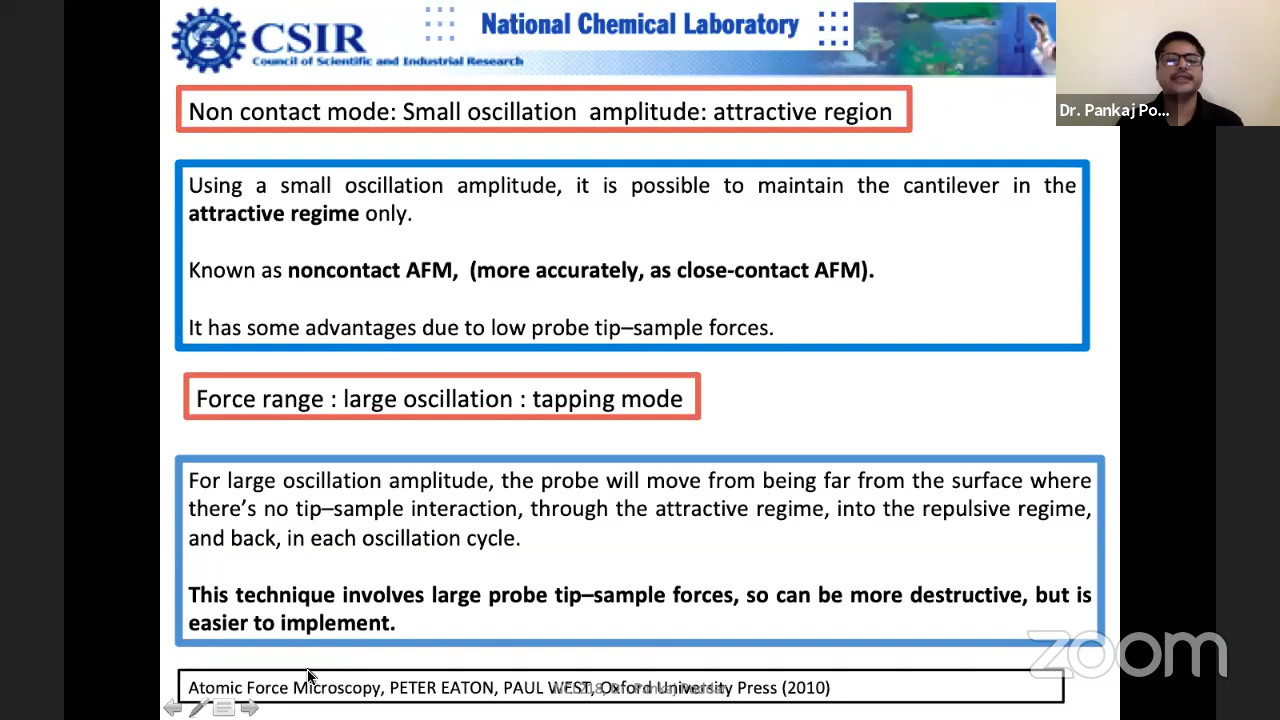 CSIR
Council of Scientific and Industrial Research
National Chemical Laboratory
Dr. Pankaj Po...
Non contact mode: Small oscillation amplitude: attractive region
Using a small oscillation amplitude, it is possible to maintain the cantilever in the
attractive regime only.
Known as noncontact AFM, (more accurately, as close-contact AFM).
It has some advantages due to low probe tip–sample forces.
Force range : large oscillation : tapping mode
For large oscillation amplitude, the probe will move from being far from the surface where
there's no tip–sample interaction, through the attractive regime, into the repulsive regime,
and back, in each oscillation cycle.
This technique involves large probe tip–sample forces, so can be more destructive, but is
easier to implement.
zoom
Atomic Force Microscopy, PETER EATON, PAUL WEST, Oxford University Press (2010)